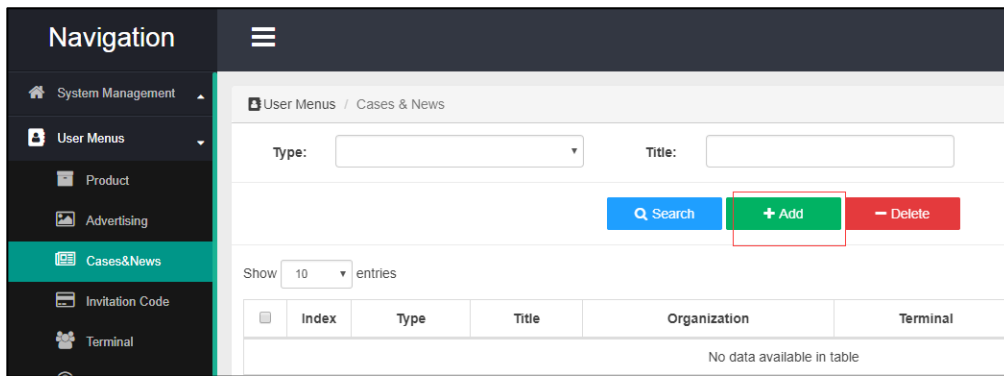 Navigation
System Management
User Menus
Product
Advertising
Cases&News
Invitation Code
Terminal
User Menus / Cases & News
Type:
Title:
Search
Add
Delete
Show 10 entries
Index Type Title Organization Terminal
No data available in table